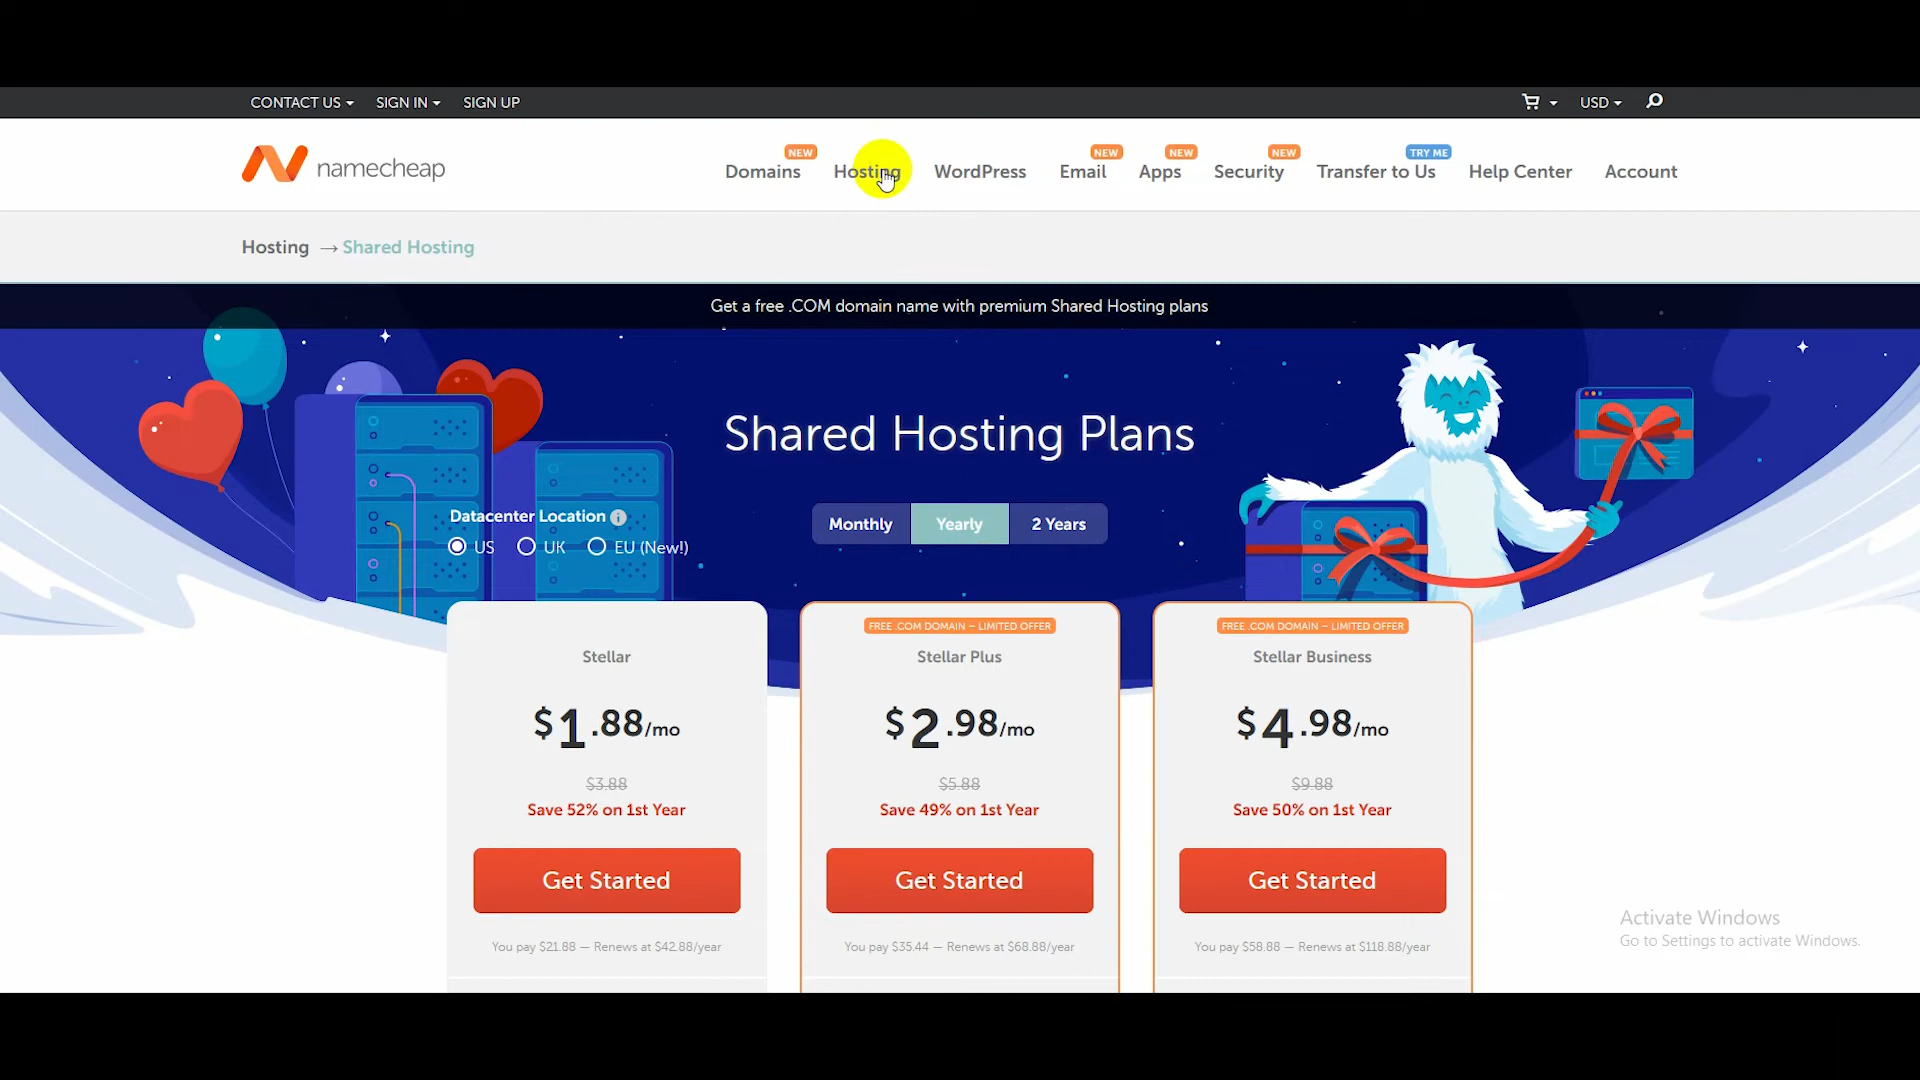 CONTACT US SIGN IN SIGN UP USD
NEW NEW NEW NEW TRY ME
namecheap Domains Hosting WordPress Email Apps Security Transfer to Us Help Center Account
Hosting → Shared Hosting
Get a free .COM domain name with premium Shared Hosting plans
Shared Hosting Plans
Datacenter Location
US UK EU (New!)
Monthly Yearly 2 Years
Stellar
$1.88/mo
$3.88
Save 52% on 1st Year
Get Started
You pay $21.88 — Renews at $42.88/year
FREE .COM DOMAIN – LIMITED OFFER
Stellar Plus
$2.98/mo
$5.88
Save 49% on 1st Year
Get Started
You pay $35.44 — Renews at $68.88/year
FREE .COM DOMAIN – LIMITED OFFER
Stellar Business
$4.98/mo
$9.88
Save 50% on 1st Year
Get Started
You pay $58.88 — Renews at $118.88/year
Activate Windows
Go to Settings to activate Windows.